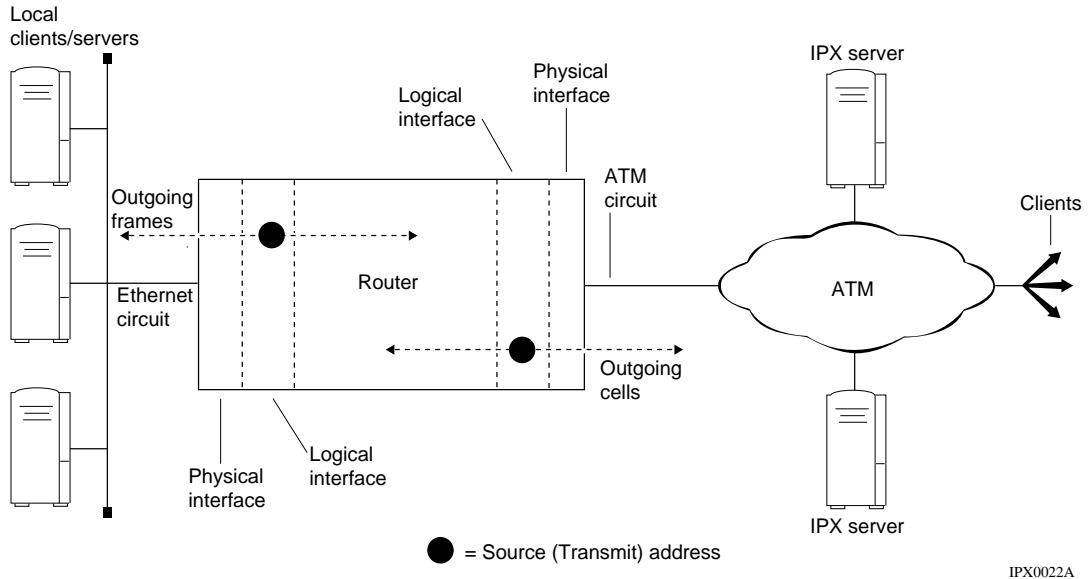 Local
clients/servers
IPX server
Physical
interface
Logical
interface
ATM
circuit
Clients
Outgoing
frames
Router
ATM
Ethernet
circuit
Outgoing
cells
Logical
interface
Physical
interface
IPX server
= Source (Transmit) address
IPX0022A